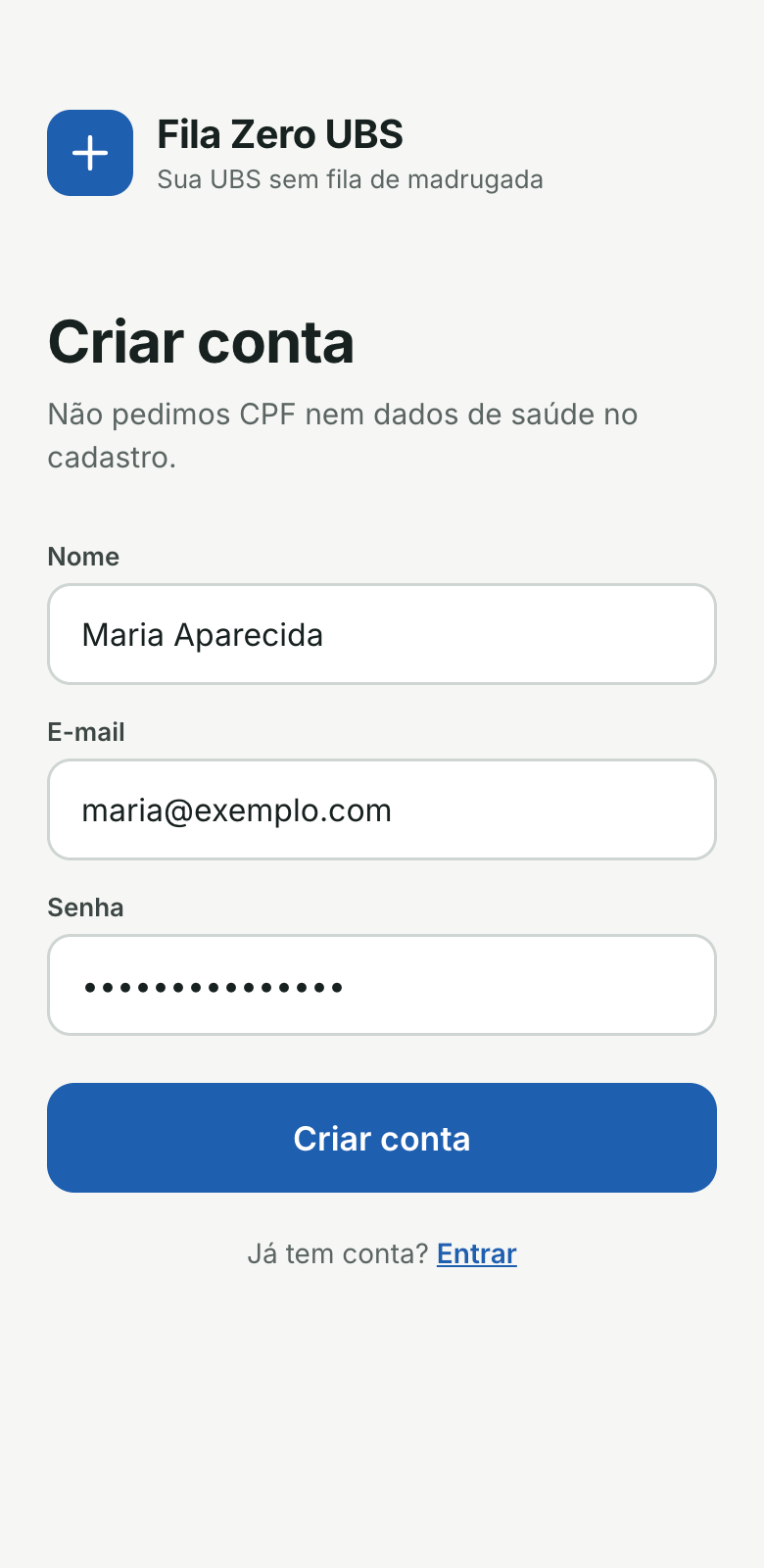 Fila Zero UBS
Sua UBS sem fila de madrugada
Criar conta
Não pedimos CPF nem dados de saúde no
cadastro.
Nome
Maria Aparecida
E-mail
maria@exemplo.com
Senha
•••••••••••••••
Criar conta
Já tem conta? Entrar